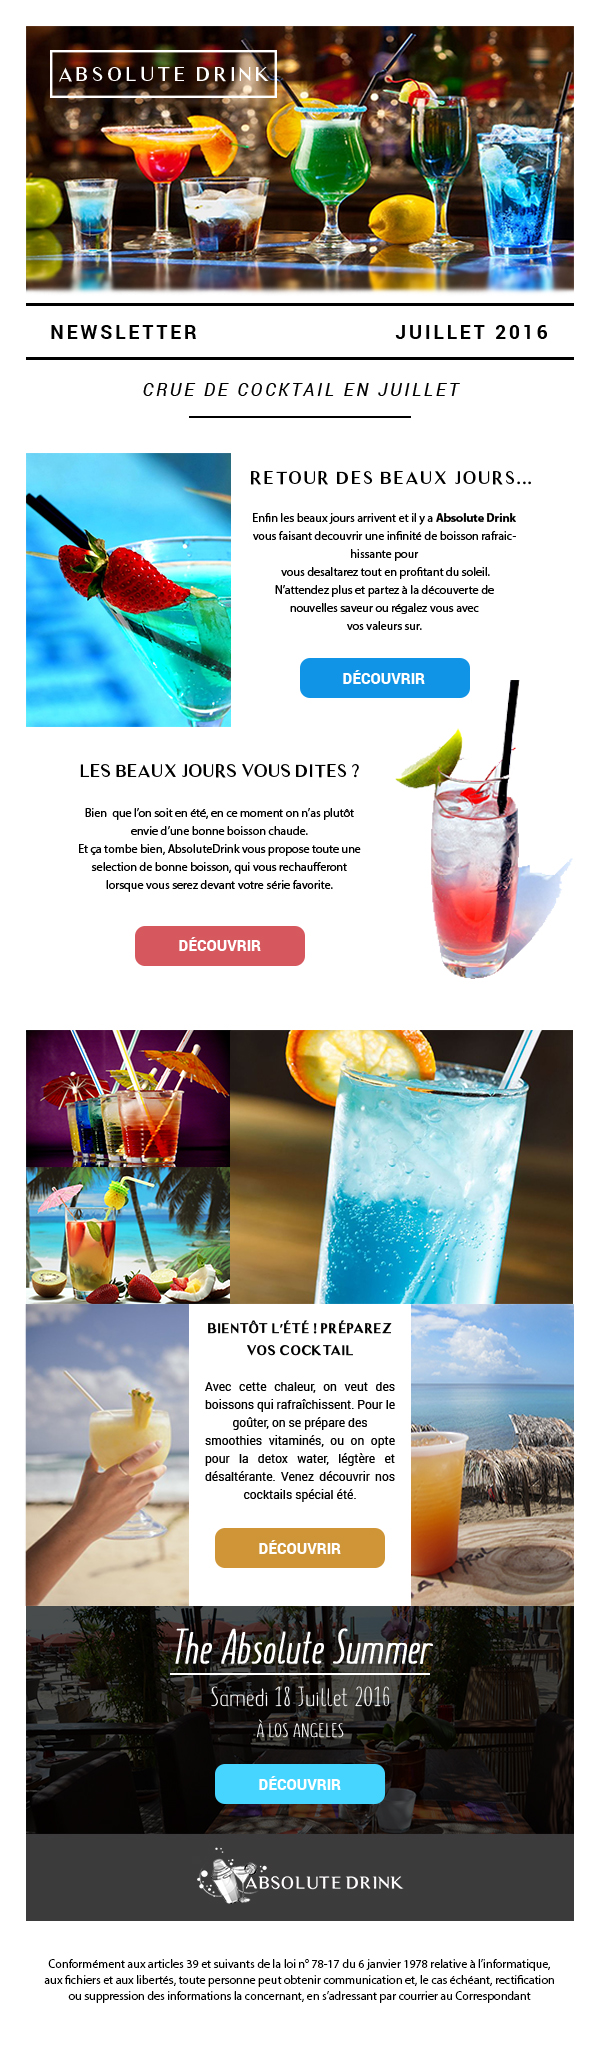 ABSOLUTE DRINK
NEWSLETTER
JUILLET 2016
CRUE DE COCKTAIL EN JUILLET
RETOUR DES BEAUX JOURS...
Enfin les beaux jours arrivent et il y a Absolute Drink
vous faisant decouvrir une infinité de boisson rafraic-
hissante pour
vous desaltarez tout en profitant du soleil.
N'attendez plus et partez à la découverte de
nouvelles saveur ou régalez vous avec
vos valeurs sur.
DÉCOUVRIR
LES BEAUX JOURS VOUS DITES ?
Bien  que l'on soit en été, en ce moment on n'as plutôt
envie d'une bonne boisson chaude.
Et ça tombe bien, AbsoluteDrink vous propose toute une
selection de bonne boisson, qui vous rechaufferont
lorsque vous serez devant votre série favorite.
DÉCOUVRIR
BIENTÔT L'ÉTÉ ! PRÉPAREZ
VOS COCKTAIL
Avec cette chaleur, on veut des
boissons qui rafraîchissent. Pour le
goûter, on se prépare des
smoothies vitaminés, ou on opte
pour la detox water, légtère et
désaltérante. Venez découvrir nos
cocktails spécial été.
DÉCOUVRIR
The Absolute Summer
Samedi 18 Juillet 2016
À LOS ANGELES
DÉCOUVRIR
ABSOLUTE DRINK
Conformément aux articles 39 et suivants de la loi n° 78-17 du 6 janvier 1978 relative à l'informatique,
aux fichiers et aux libertés, toute personne peut obtenir communication et, le cas échéant, rectification
ou suppression des informations la concernant, en s'adressant par courrier au Correspondant